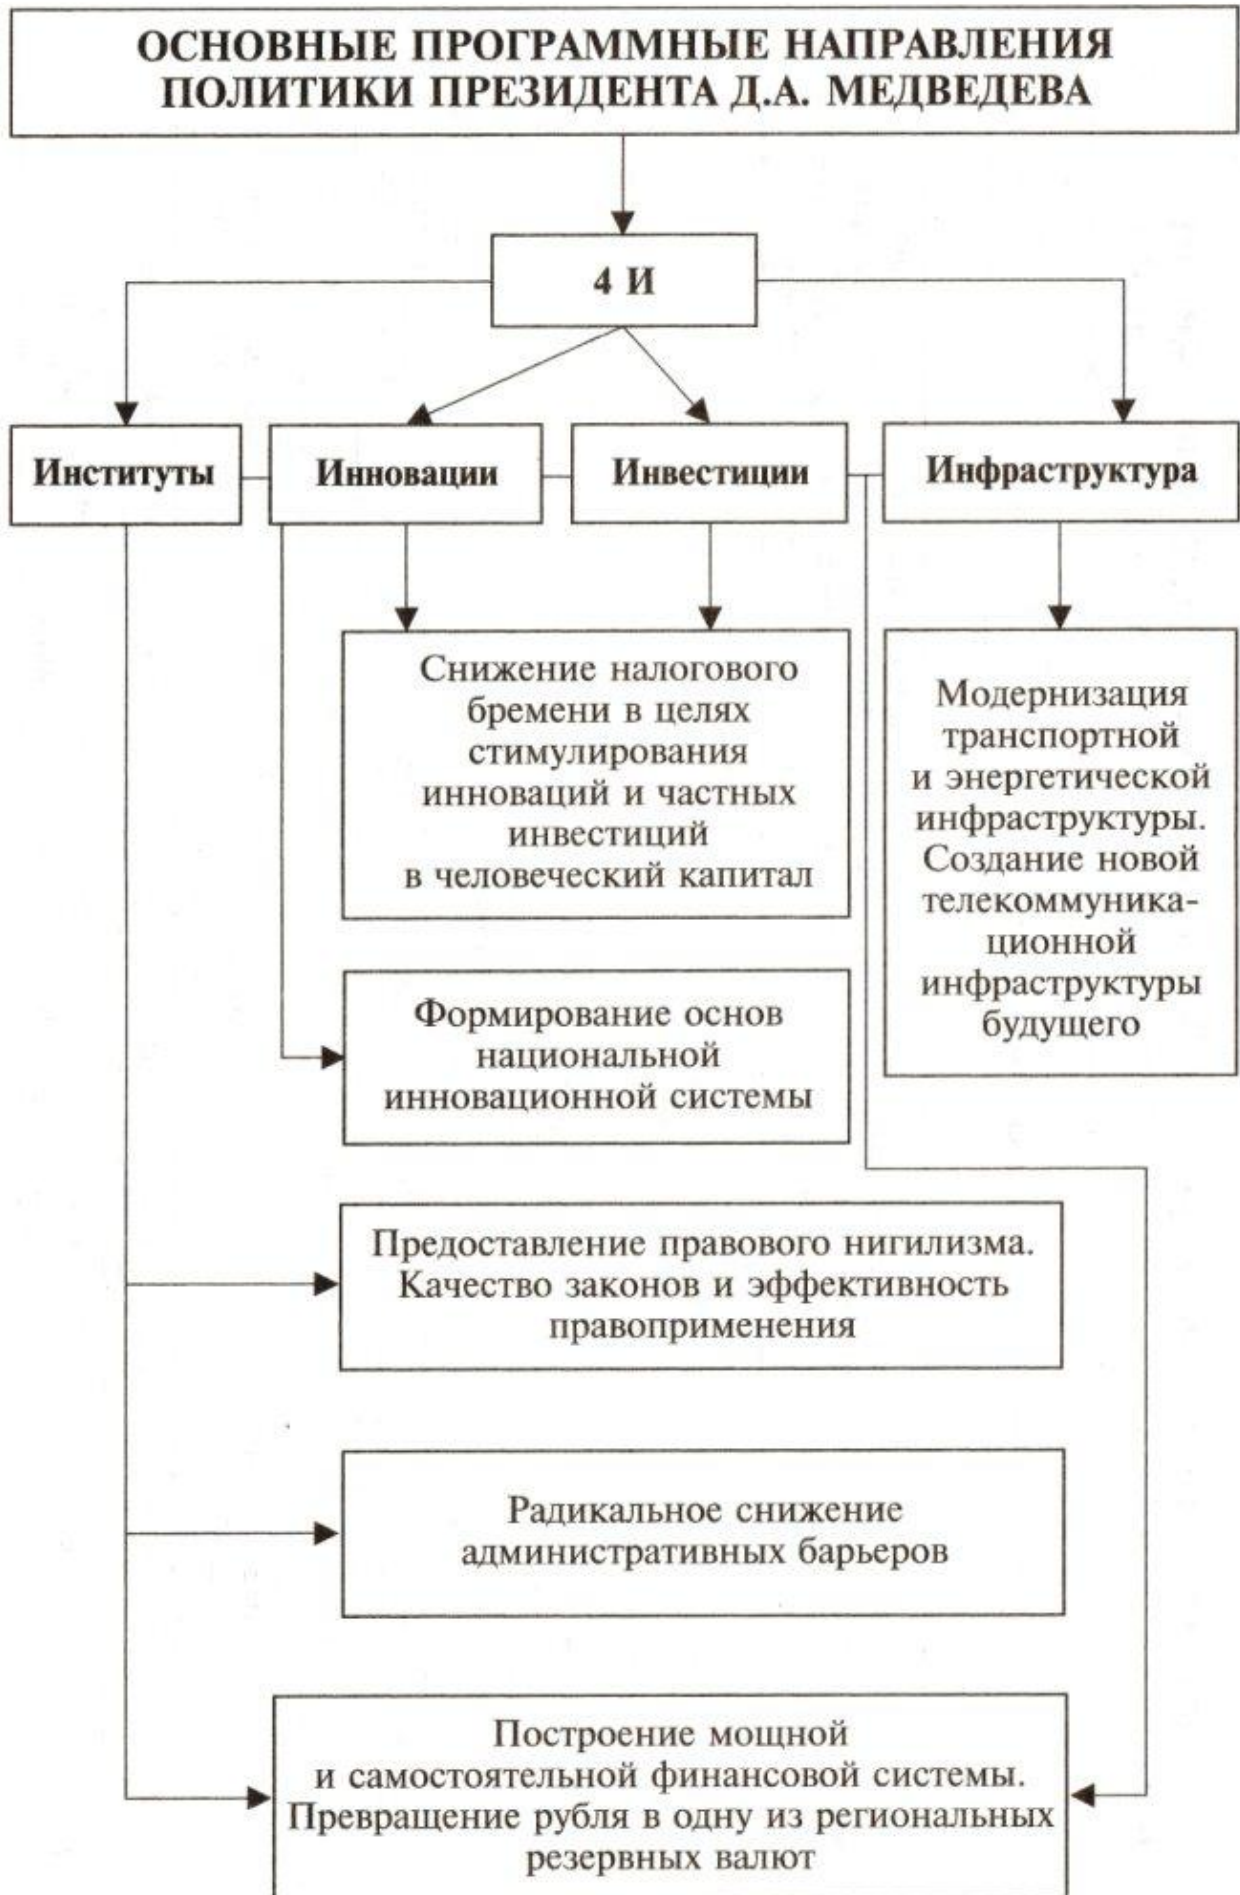 ОСНОВНЫЕ ПРОГРАММНЫЕ НАПРАВЛЕНИЯ
ПОЛИТИКИ ПРЕЗИДЕНТА Д.А. МЕДВЕДЕВА
4 И
Институты
Инновации
Инвестиции
Инфраструктура
Снижение налогового
бремени в целях
стимулирования
инноваций и частных
инвестиций
в человеческий капитал
Модернизация
транспортной
и энергетической
инфраструктуры.
Создание новой
телекоммуника-
ционной
инфраструктуры
будущего
Формирование основ
национальной
инновационной системы
Предоставление правового нигилизма.
Качество законов и эффективность
правоприменения
Радикальное снижение
административных барьеров
Построение мощной
и самостоятельной финансовой системы.
Превращение рубля в одну из региональных
резервных валют